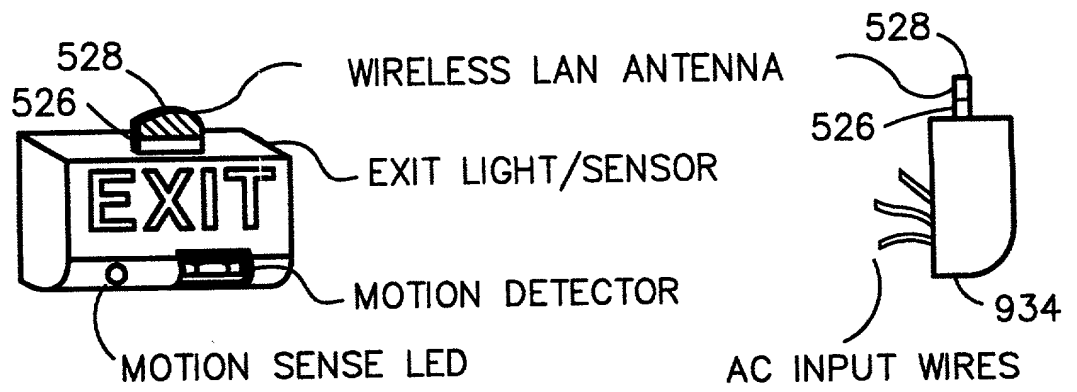 528
528
WIRELESS LAN ANTENNA
526
526
EXIT LIGHT/SENSOR
EXIT
MOTION DETECTOR
934
MOTION SENSE LED
AC INPUT WIRES